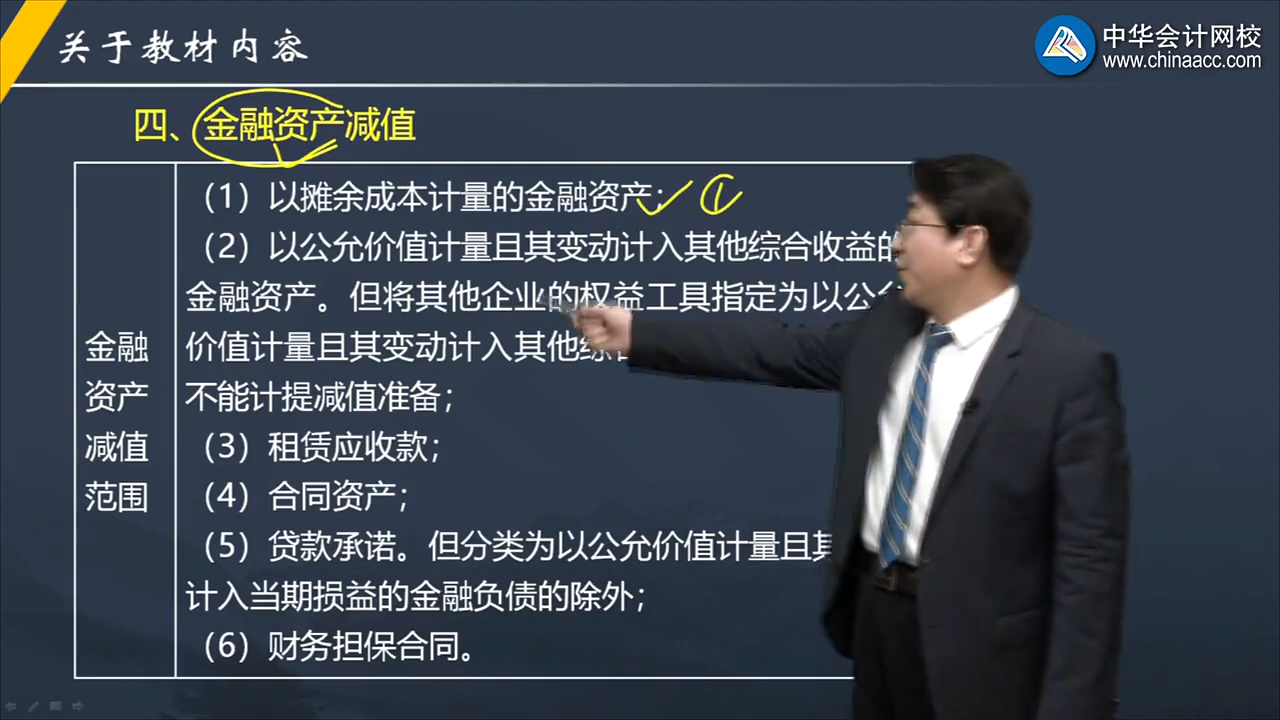 关于教材内容
中华会计网校
www.chinaacc.com
四、金融资产减值
金融
资产
减值
范围
（1）以摊余成本计量的金融资产；
①
（2）以公允价值计量且其变动计入其他综合收益的
金融资产。但将其他企业的权益工具指定为以公允
价值计量且其变动计入其他综
不能计提减值准备；
（3）租赁应收款；
（4）合同资产；
（5）贷款承诺。但分类为以公允价值计量且其
计入当期损益的金融负债的除外；
（6）财务担保合同。